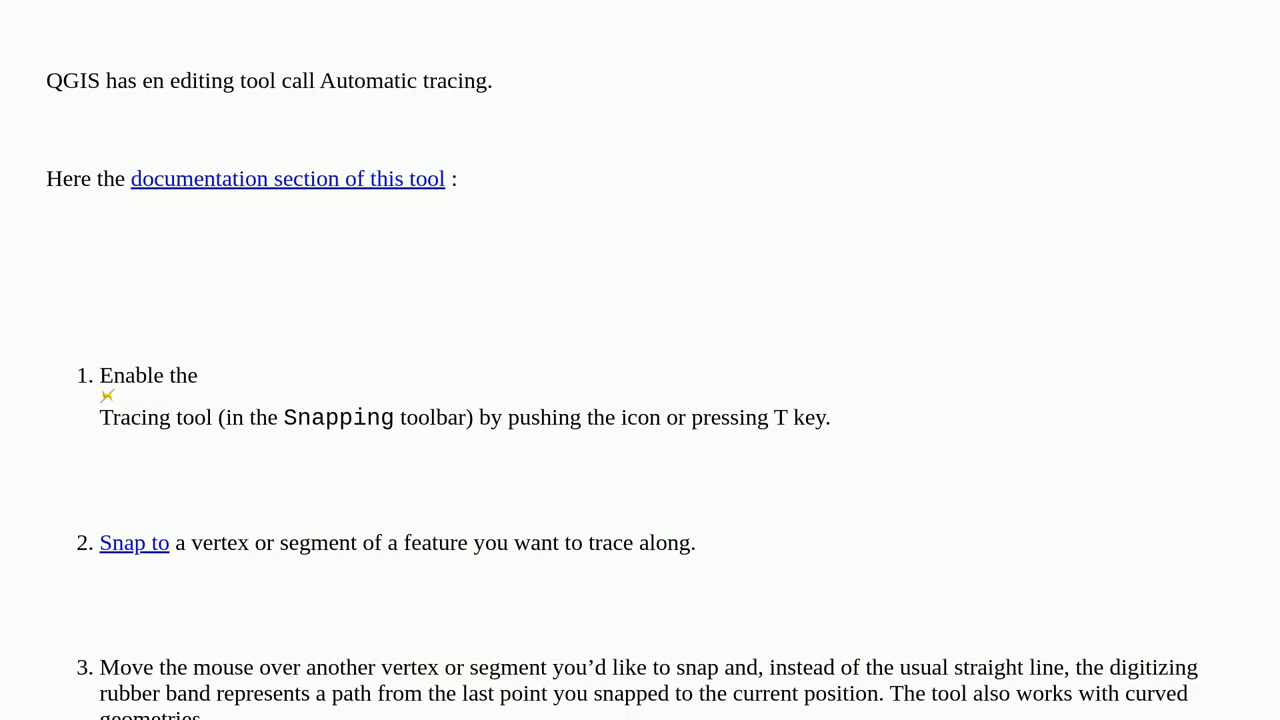 QGIS has en editing tool call Automatic tracing.
Here the documentation section of this tool :
1. Enable the
Tracing tool (in the Snapping toolbar) by pushing the icon or pressing T key.
2. Snap to a vertex or segment of a feature you want to trace along.
3. Move the mouse over another vertex or segment you’d like to snap and, instead of the usual straight line, the digitizing
rubber band represents a path from the last point you snapped to the current position. The tool also works with curved
geometries.